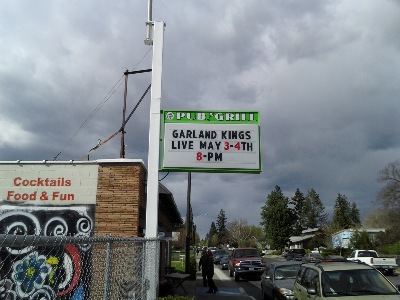 PUB & GRILL
GARLAND KINGS
LIVE MAY 3-4TH
8-PM
Cocktails
Food & Fun